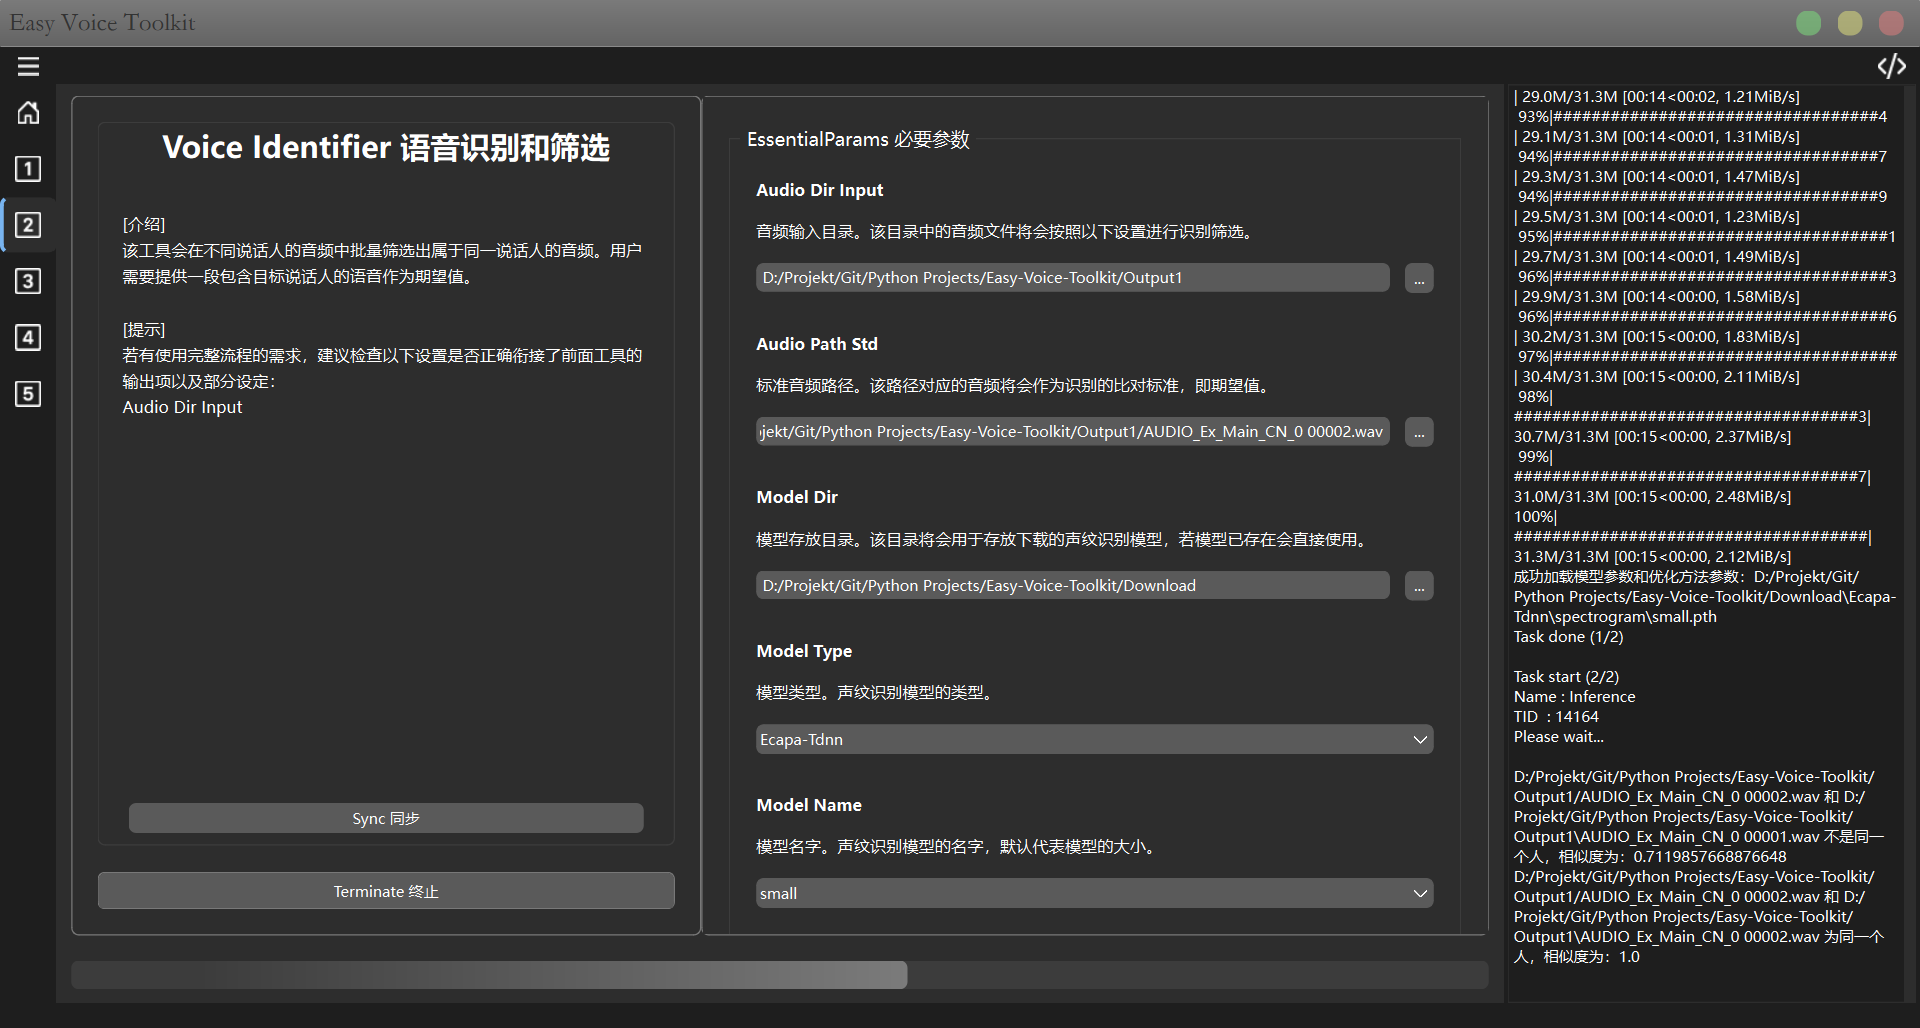 Easy Voice Toolkit
1
2
3
4
5
Voice Identifier 语音识别和筛选
[介绍]
该工具会在不同说话人的音频中批量筛选出属于同一说话人的音频。用户
需要提供一段包含目标说话人的语音作为期望值。
[提示]
若有使用完整流程的需求，建议检查以下设置是否正确衔接了前面工具的
输出项以及部分设定：
Audio Dir Input
Sync 同步
Terminate 终止
EssentialParams 必要参数
Audio Dir Input
音频输入目录。该目录中的音频文件将会按照以下设置进行识别筛选。
D:/Projekt/Git/Python Projects/Easy-Voice-Toolkit/Output1
...
Audio Path Std
标准音频路径。该路径对应的音频将会作为识别的比对标准，即期望值。
jekt/Git/Python Projects/Easy-Voice-Toolkit/Output1/AUDIO_Ex_Main_CN_0 00002.wav
...
Model Dir
模型存放目录。该目录将会用于存放下载的声纹识别模型，若模型已存在会直接使用。
D:/Projekt/Git/Python Projects/Easy-Voice-Toolkit/Download
...
Model Type
模型类型。声纹识别模型的类型。
Ecapa-Tdnn
Model Name
模型名字。声纹识别模型的名字，默认代表模型的大小。
small
| 29.0M/31.3M [00:14<00:02, 1.21MiB/s]
93%|##################################4
| 29.1M/31.3M [00:14<00:01, 1.31MiB/s]
94%|##################################7
| 29.3M/31.3M [00:14<00:01, 1.47MiB/s]
94%|##################################9
| 29.5M/31.3M [00:14<00:01, 1.23MiB/s]
95%|###################################1
| 29.7M/31.3M [00:14<00:01, 1.49MiB/s]
96%|###################################3
| 29.9M/31.3M [00:14<00:00, 1.58MiB/s]
96%|###################################6
| 30.2M/31.3M [00:15<00:00, 1.83MiB/s]
97%|####################################
| 30.4M/31.3M [00:15<00:00, 2.11MiB/s]
98%|
####################################3|
30.7M/31.3M [00:15<00:00, 2.37MiB/s]
99%|
####################################7|
31.0M/31.3M [00:15<00:00, 2.48MiB/s]
100%|
#####################################|
31.3M/31.3M [00:15<00:00, 2.12MiB/s]
成功加载模型参数和优化方法参数：D:/Projekt/Git/
Python Projects/Easy-Voice-Toolkit/Download\Ecapa-
Tdnn\spectrogram\small.pth
Task done (1/2)
Task start (2/2)
Name : Inference
TID : 14164
Please wait...
D:/Projekt/Git/Python Projects/Easy-Voice-Toolkit/
Output1/AUDIO_Ex_Main_CN_0 00002.wav 和 D:/
Projekt/Git/Python Projects/Easy-Voice-Toolkit/
Output1\AUDIO_Ex_Main_CN_0 00001.wav 不是同一
个人，相似度为：0.7119857668876648
D:/Projekt/Git/Python Projects/Easy-Voice-Toolkit/
Output1/AUDIO_Ex_Main_CN_0 00002.wav 和 D:/
Projekt/Git/Python Projects/Easy-Voice-Toolkit/
Output1\AUDIO_Ex_Main_CN_0 00002.wav 为同一个
人，相似度为：1.0